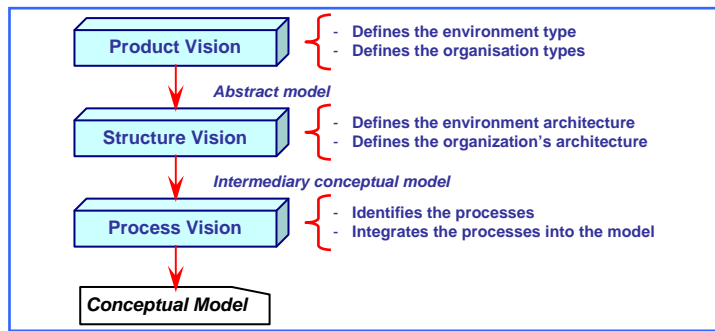 Product Vision
- Defines the environment type
- Defines the organisation types
Abstract model
Structure Vision
- Defines the environment architecture
- Defines the organization's architecture
Intermediary conceptual model
Process Vision
- Identifies the processes
- Integrates the processes into the model
Conceptual Model